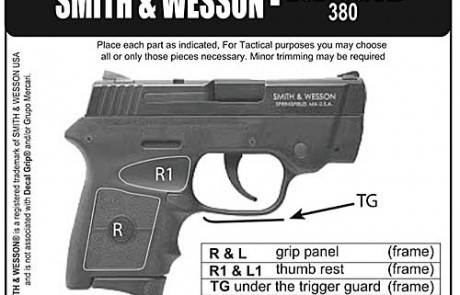 SMITH & WESSON -
380
Place each part as indicated, For Tactical purposes you may choose
all or only those pieces necessary. Minor trimming may be required
TH & WESSON® is a registered trademark of SMITH & WESSON USA
and is not associated with Decal Grip® and/or Grupo Mercari.
SMITH & WESSON
SPRINGFIELD, MA U.S.A.
R1
R
TG
R & L grip panel (frame)
R1 & L1 thumb rest (frame)
TG under the trigger guard (frame)